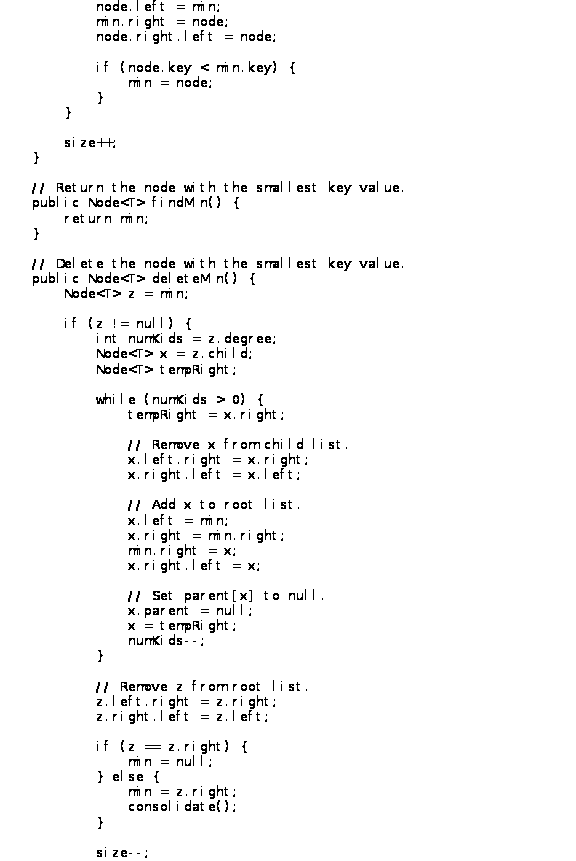 node.left = min;
min.right = node;
node.right.left = node;
if (node.key < min.key) {
min = node;
}
}
size++;
}
// Return the node with the smallest key value.
public Node<T> findMin() {
return min;
}
// Delete the node with the smallest key value.
public Node<T> deleteMin() {
Node<T> z = min;
if (z != null) {
int numKids = z.degree;
Node<T> x = z.child;
Node<T> tempRight;
while (numKids > 0) {
tempRight = x.right;
// Remove x from child list.
x.left.right = x.right;
x.right.left = x.left;
// Add x to root list.
x.left = min;
x.right = min.right;
min.right = x;
x.right.left = x;
// Set parent[x] to null.
x.parent = null;
x = tempRight;
numKids--;
}
// Remove z from root list.
z.left.right = z.right;
z.right.left = z.left;
if (z == z.right) {
min = null;
} else {
min = z.right;
consolidate();
}
size--;